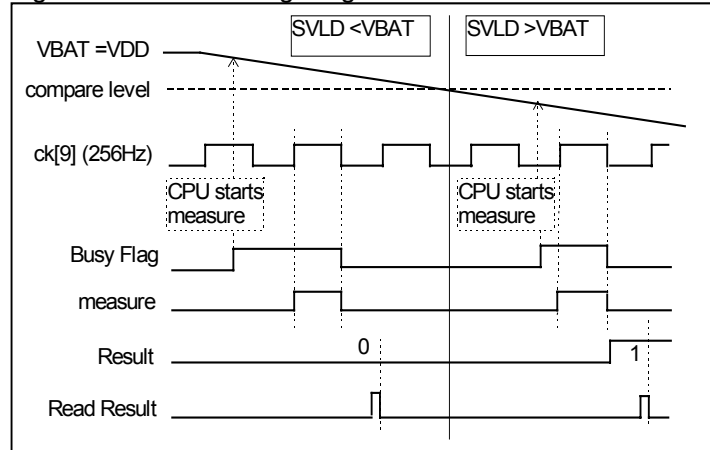 SVLD <VBAT
SVLD >VBAT
VBAT =VDD
compare level
ck[9] (256Hz)
CPU starts
measure
CPU starts
measure
Busy Flag
measure
Result
0
1
Read Result